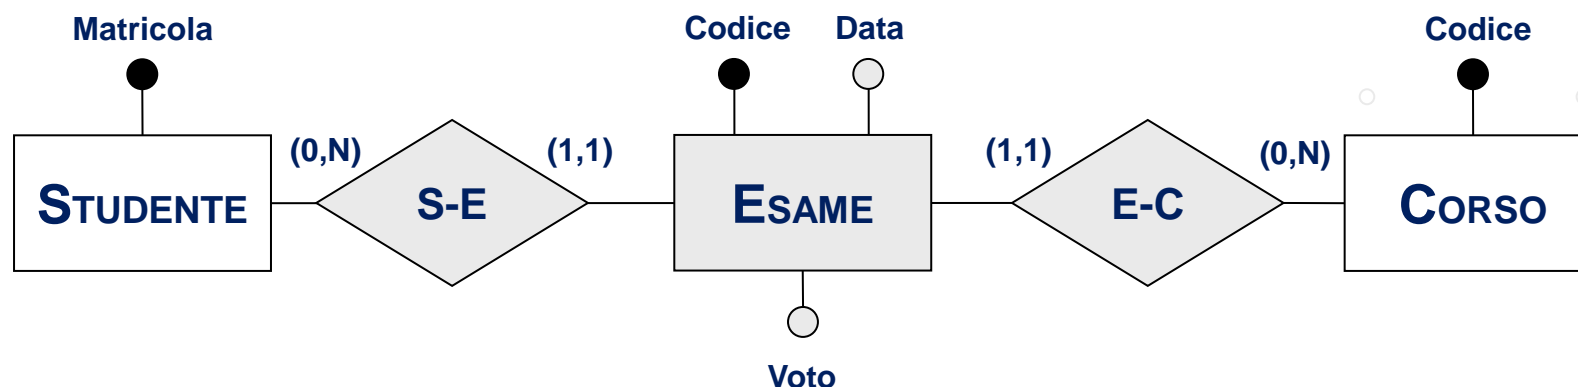 Matricola Codice Data Codice
(0,N) (1,1) (1,1) (0,N)
STUDENTE S-E ESAME E-C CORSO
Voto